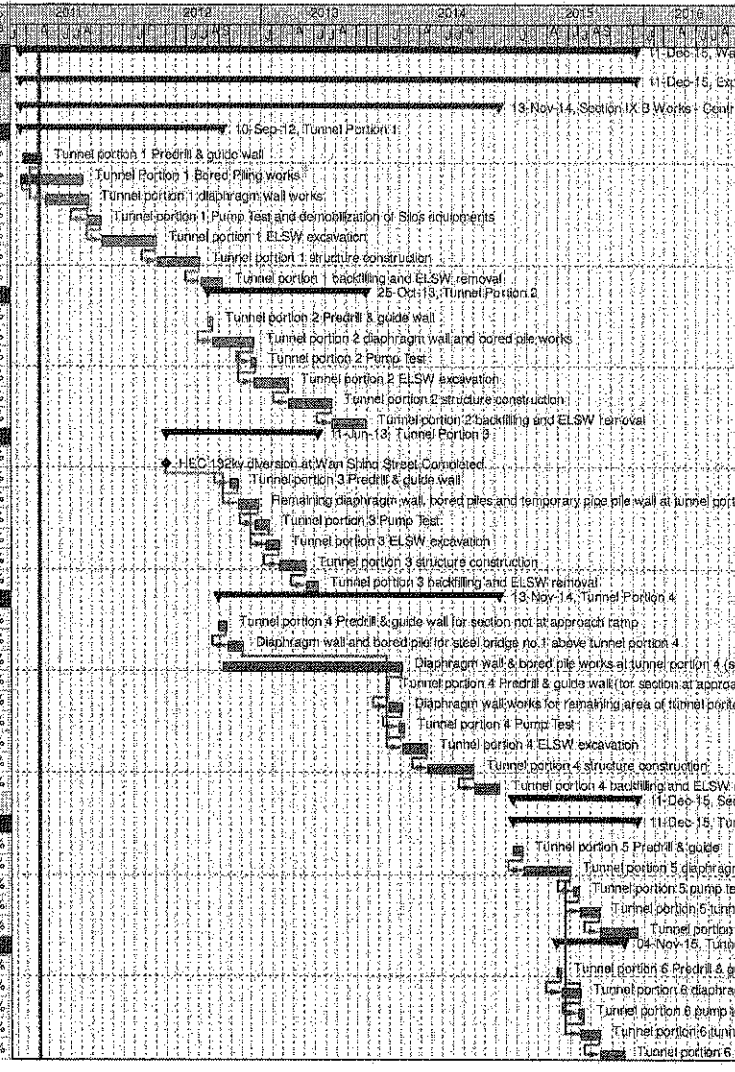 2011 2012 2013 2014 2015 2016
11-Dec-15, Wa
11-Dec-15, Exp
13-Nov-14, Section IX B Works - Centr
10-Sep-12, Tunnel Portion 1
Tunnel portion 1 Predrill & guide wall
Tunnel Portion 1 Bored Piling works
Tunnel portion 1 diaphragm wall works
Tunnel portion 1 Pump Test and demobilization of Silos equipments
Tunnel portion 1 ELSW excavation
Tunnel portion 1 structure construction
Tunnel portion 1 backfilling and ELSW removal
25-Oct-13, Tunnel Portion 2
Tunnel portion 2 Predrill & guide wall
Tunnel portion 2 diaphragm wall and bored pile works
Tunnel portion 2 Pump Test
Tunnel portion 2 ELSW excavation
Tunnel portion 2 structure construction
Tunnel portion 2 backfilling and ELSW removal
11-Jun-13, Tunnel Portion 3
HEC 132kv diversion at Wan Shing Street Completed
Tunnel portion 3 Predrill & guide wall
Remaining diaphragm wall, bored piles and temporary pipe pile wall at tunnel port
Tunnel portion 3 Pump Test
Tunnel portion 3 ELSW excavation
Tunnel portion 3 structure construction
Tunnel portion 3 backfilling and ELSW removal
13-Nov-14, Tunnel Portion 4
Tunnel portion 4 Predrill & guide wall for section not at approach ramp
Diaphragm wall and bored pile for steel bridge no.1 above tunnel portion 4
Diaphragm wall & bored pile works at tunnel portion 4 (s
Tunnel portion 4 Predrill & guide wall (for section at approa
Diaphragm wall works for remaining area of tunnel portio
Tunnel portion 4 Pump Test
Tunnel portion 4 ELSW excavation
Tunnel portion 4 structure construction
Tunnel portion 4 backfilling and ELSW
11-Dec-15, Sec
11-Dec-15, Tun
Tunnel portion 5 Predrill & guide
Tunnel portion 5 diaphragm
Tunnel portion 5 pump te
Tunnel portion 5 tunn
Tunnel portion
04-Nov-15, Tunn
Tunnel portion 6 Predrill & g
Tunnel portion 6 diaphra
Tunnel portion 6 pump t
Tunnel portion 6 tunn
Tunnel portion 6